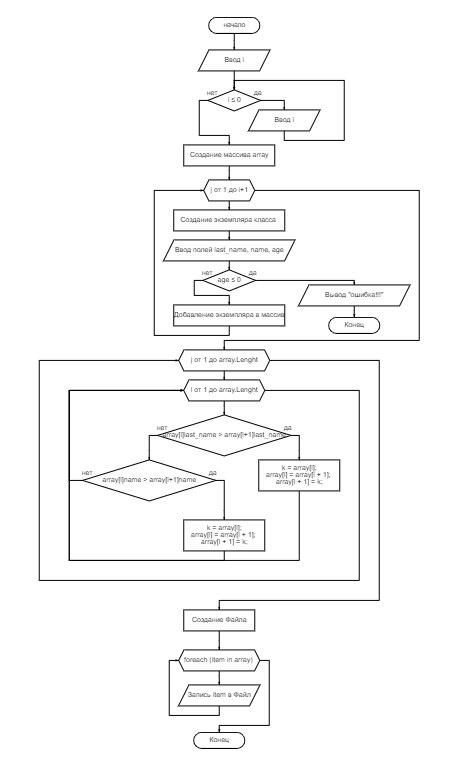 начало
Ввод i
нет
да
i ≤ 0
Ввод i
Создание массива array
j от 1 до i+1
Создание экземпляра класса
Ввод полей last_name, name, age
нет
да
age ≤ 0
Вывод "ошибка!!!"
Добавление экземпляра в массив
Конец
j от 1 до array.Lenght
i от 1 до array.Lenght
нет
да
array[i]last_name > array[i+1]last_name
нет
да
array[i]name > array[i+1]name
k = array[i];
array[i] = array[i + 1];
array[i + 1] = k;
k = array[i];
array[i] = array[i + 1];
array[i + 1] = k;
Создание Файла
foreach (item in array)
Запись item в Файл
Конец